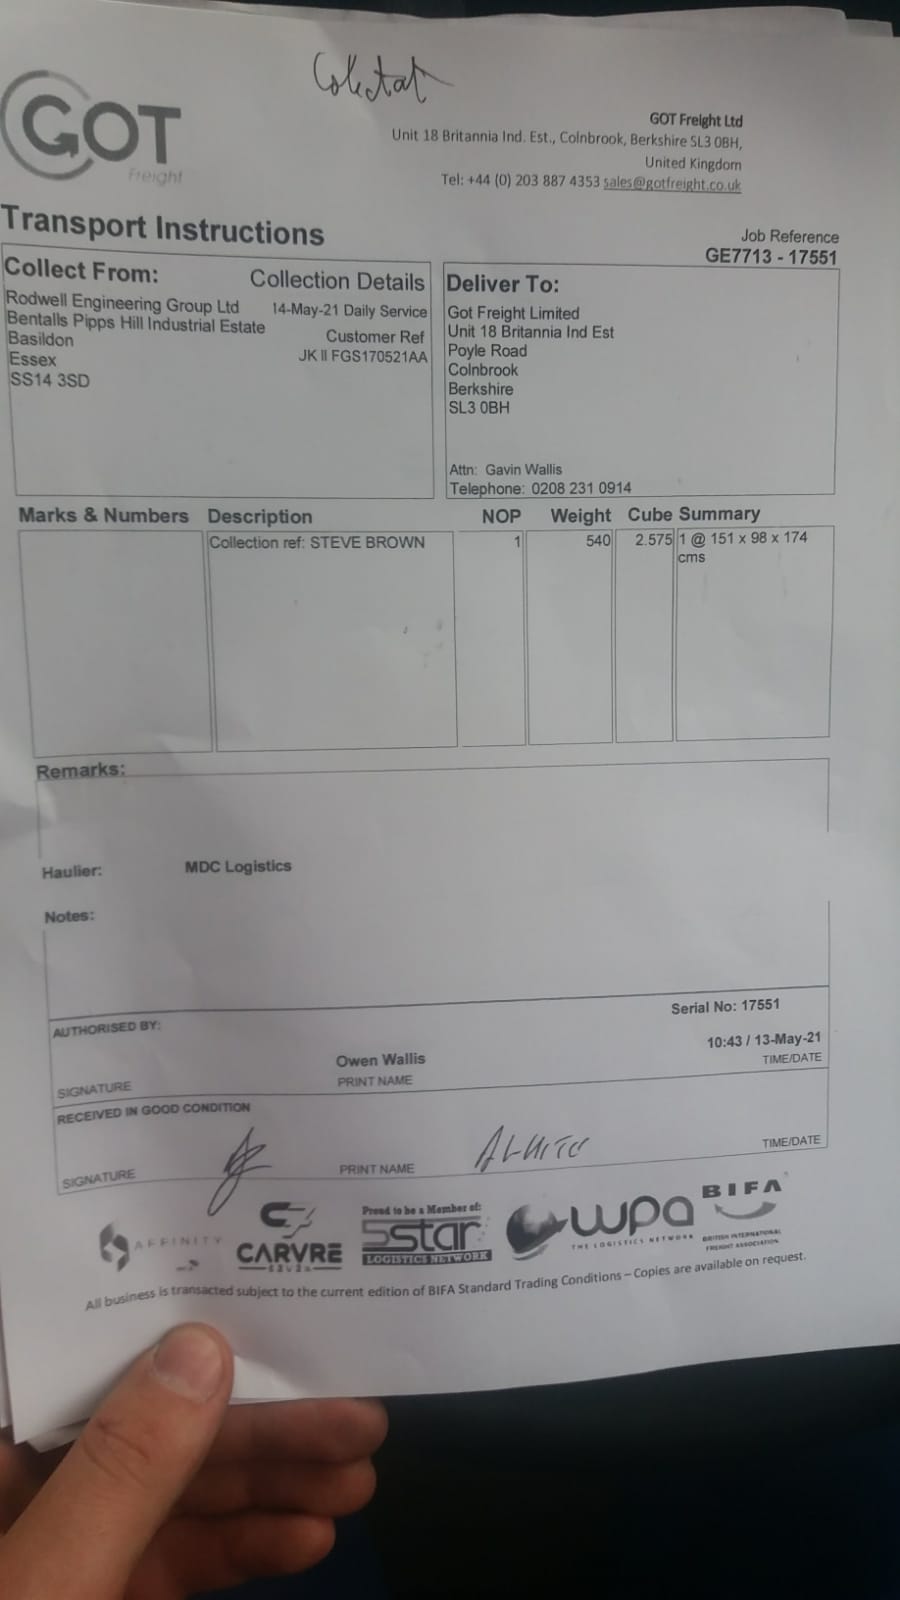 Colectat
GOT
Freight
GOT Freight Ltd
Unit 18 Britannia Ind. Est., Colnbrook, Berkshire SL3 0BH,
United Kingdom
Tel: +44 (0) 203 887 4353 sales@gotfreight.co.uk
Transport Instructions
Job Reference
GE7713 - 17551
Collect From:
Collection Details
Rodwell Engineering Group Ltd
14-May-21 Daily Service
Bentalls Pipps Hill Industrial Estate
Customer Ref
Basildon
JK II FGS170521AA
Essex
SS14 3SD
Deliver To:
Got Freight Limited
Unit 18 Britannia Ind Est
Poyle Road
Colnbrook
Berkshire
SL3 0BH
Attn: Gavin Wallis
Telephone: 0208 231 0914
Marks & Numbers Description NOP Weight Cube Summary
Collection ref: STEVE BROWN 1 540 2.575 1 @ 151 x 98 x 174
cms
Remarks:
Haulier: MDC Logistics
Notes:
Serial No: 17551
AUTHORISED BY:
Owen Wallis 10:43 / 13-May-21
SIGNATURE PRINT NAME TIME/DATE
RECEIVED IN GOOD CONDITION
SIGNATURE PRINT NAME TIME/DATE
AFFINITY
CARVRE
Proud to be a Member of:
5star
LOGISTICS NETWORK
wpa
THE LOGISTICS NETWORK
BIFA
BRITISH INTERNATIONAL
FREIGHT ASSOCIATION
All business is transacted subject to the current edition of BIFA Standard Trading Conditions – Copies are available on request.